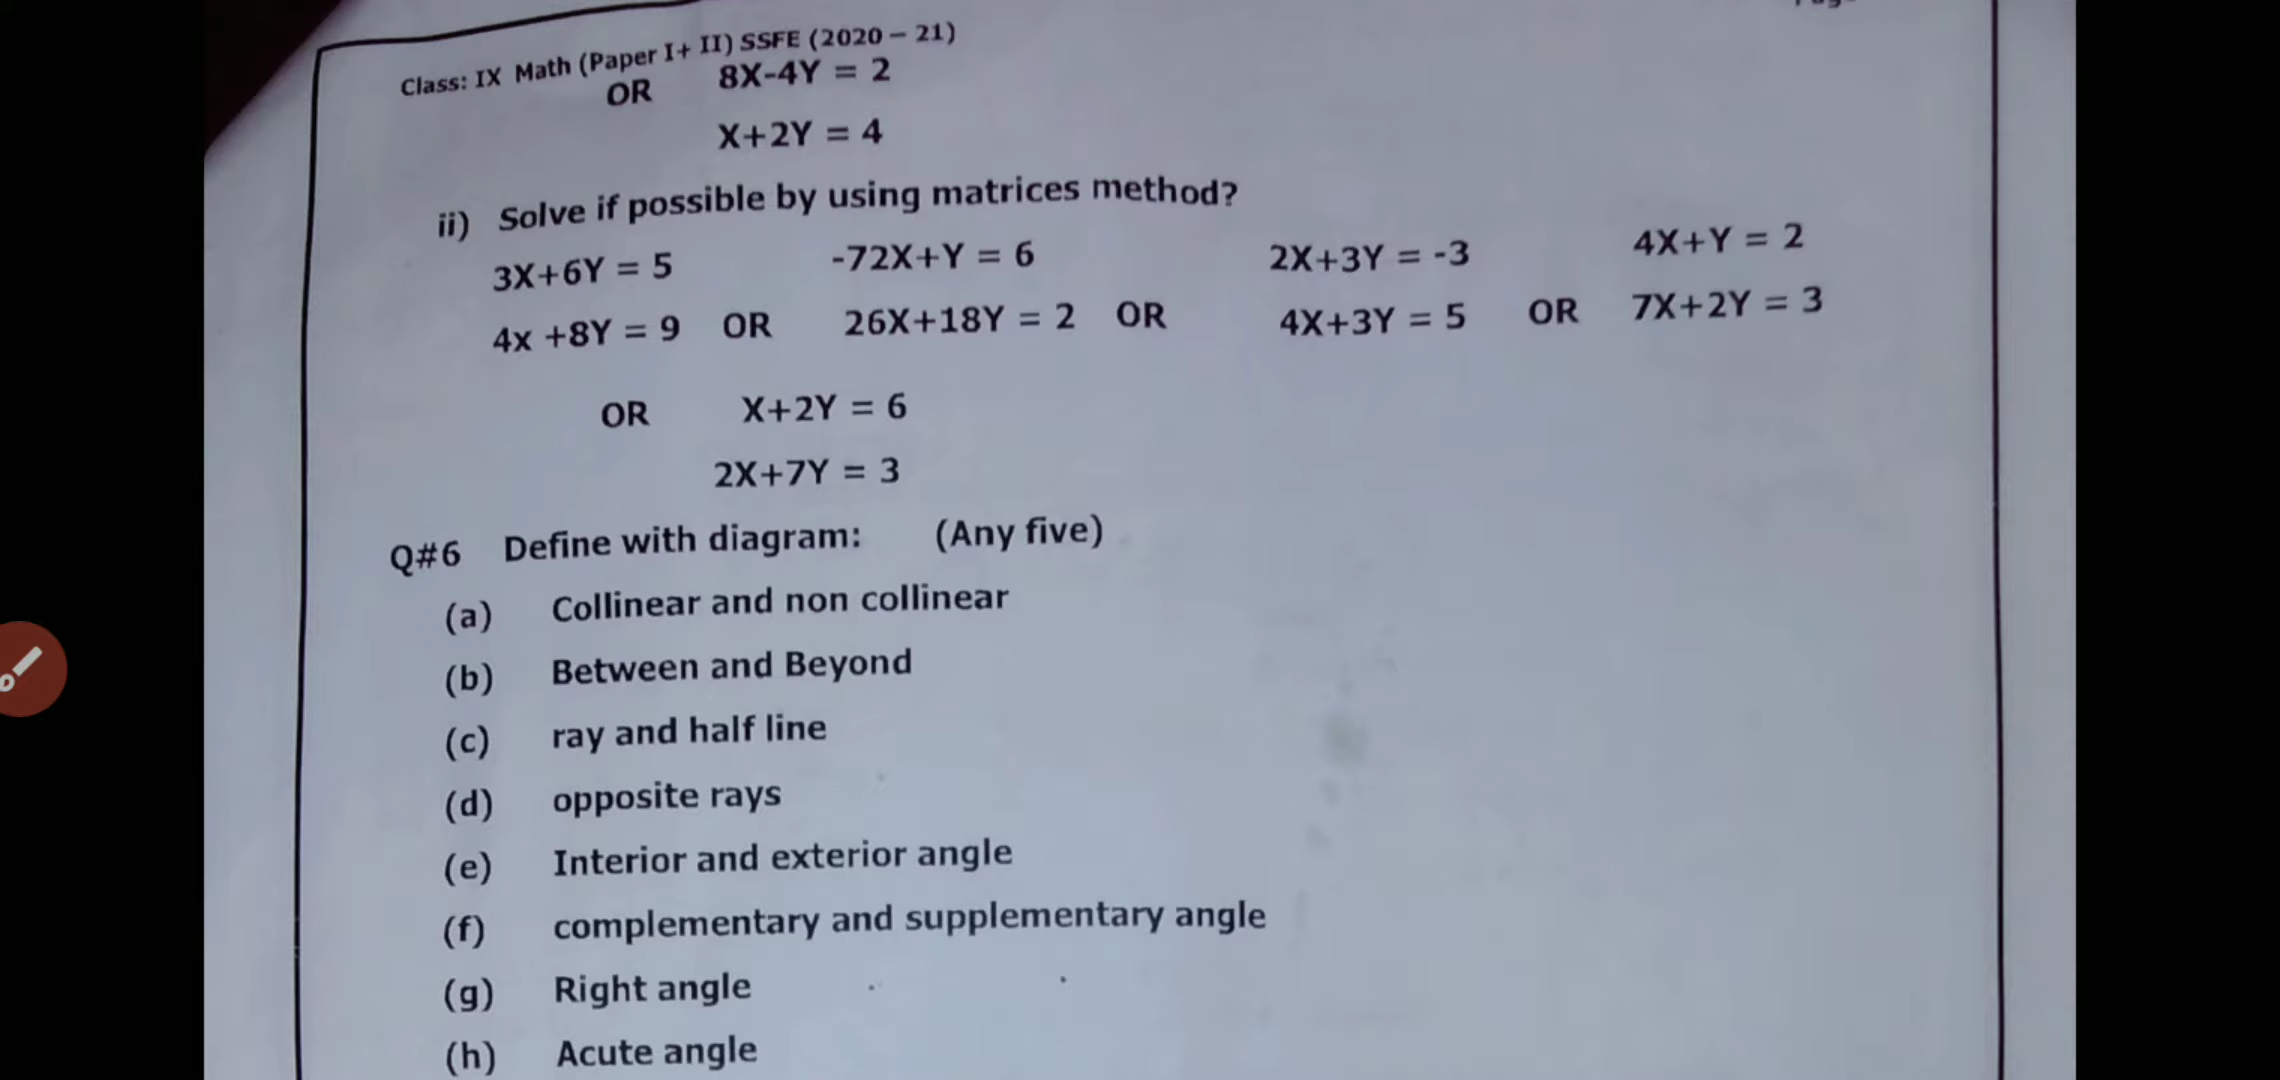 Class: IX Math (Paper I+ II) SSFE (2020 – 21)
OR 8X-4Y = 2
X+2Y = 4
ii) Solve if possible by using matrices method?
3X+6Y = 5 -72X+Y = 6 2X+3Y = -3 4X+Y = 2
4x +8Y = 9 OR 26X+18Y = 2 OR 4X+3Y = 5 OR 7X+2Y = 3
OR X+2Y = 6
2X+7Y = 3
Q#6 Define with diagram: (Any five)
(a) Collinear and non collinear
(b) Between and Beyond
(c) ray and half line
(d) opposite rays
(e) Interior and exterior angle
(f) complementary and supplementary angle
(g) Right angle
(h) Acute angle